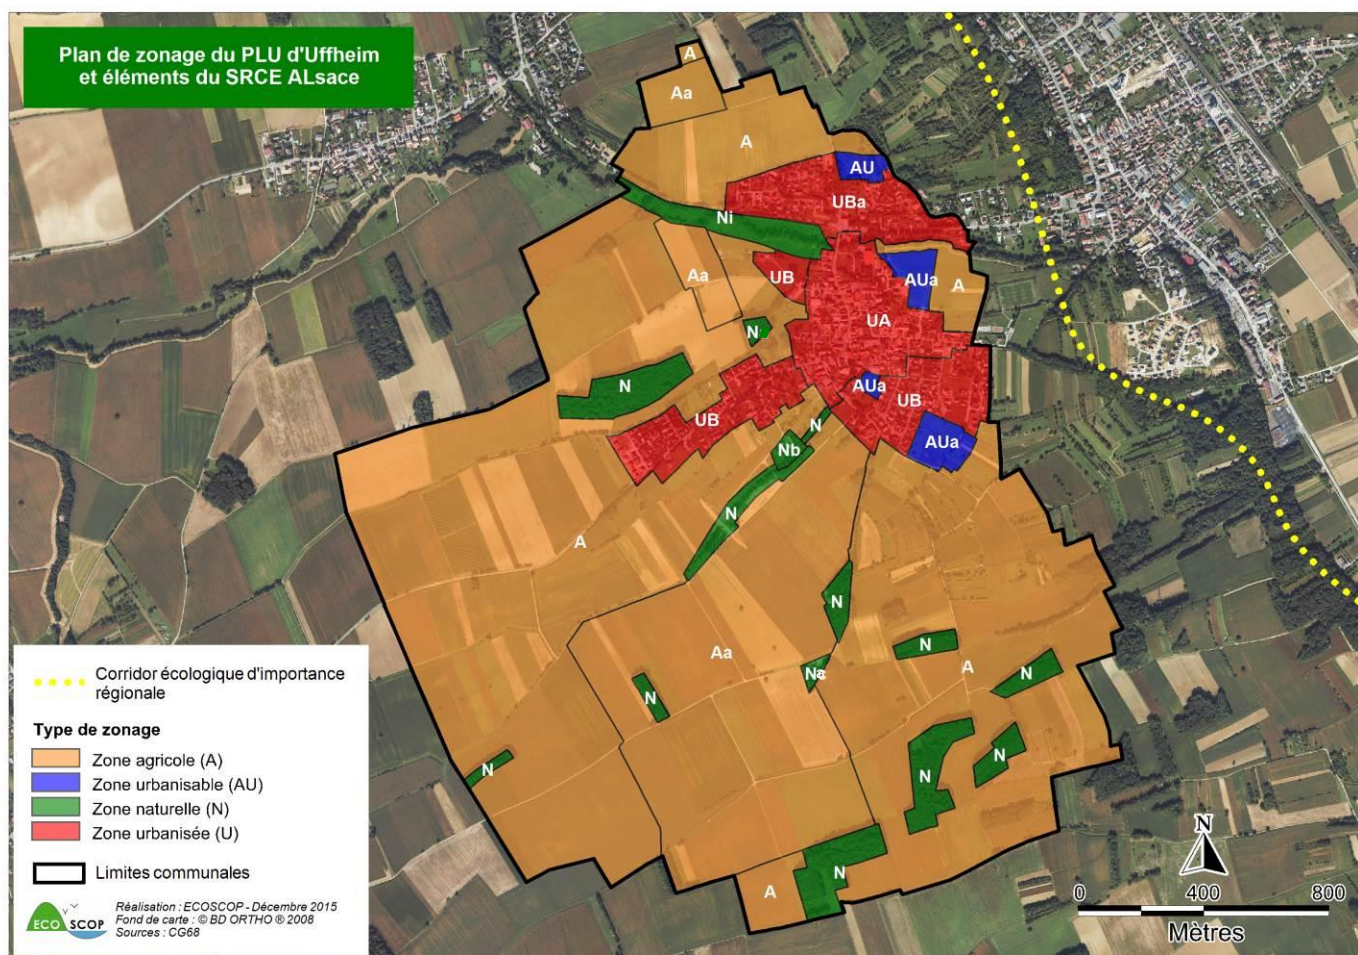 Plan de zonage du PLU d'Uffheim
et éléments du SRCE ALsace
A
Aa
A
AU
UBa
Ni
Aa
UB
AUa
A
N
UA
N
AUa
UB
UB
N
AUa
Nb
N
A
N
Aa
N
A
Nc
N
N
N
N
N
N
A
Corridor écologique d'importance
régionale
Type de zonage
Zone agricole (A)
Zone urbanisable (AU)
Zone naturelle (N)
Zone urbanisée (U)
Limites communales
ECO SCOP
Réalisation : ECOSCOP - Décembre 2015
Fond de carte : © BD ORTHO ® 2008
Sources : CG68
N
0 400 800
Mètres